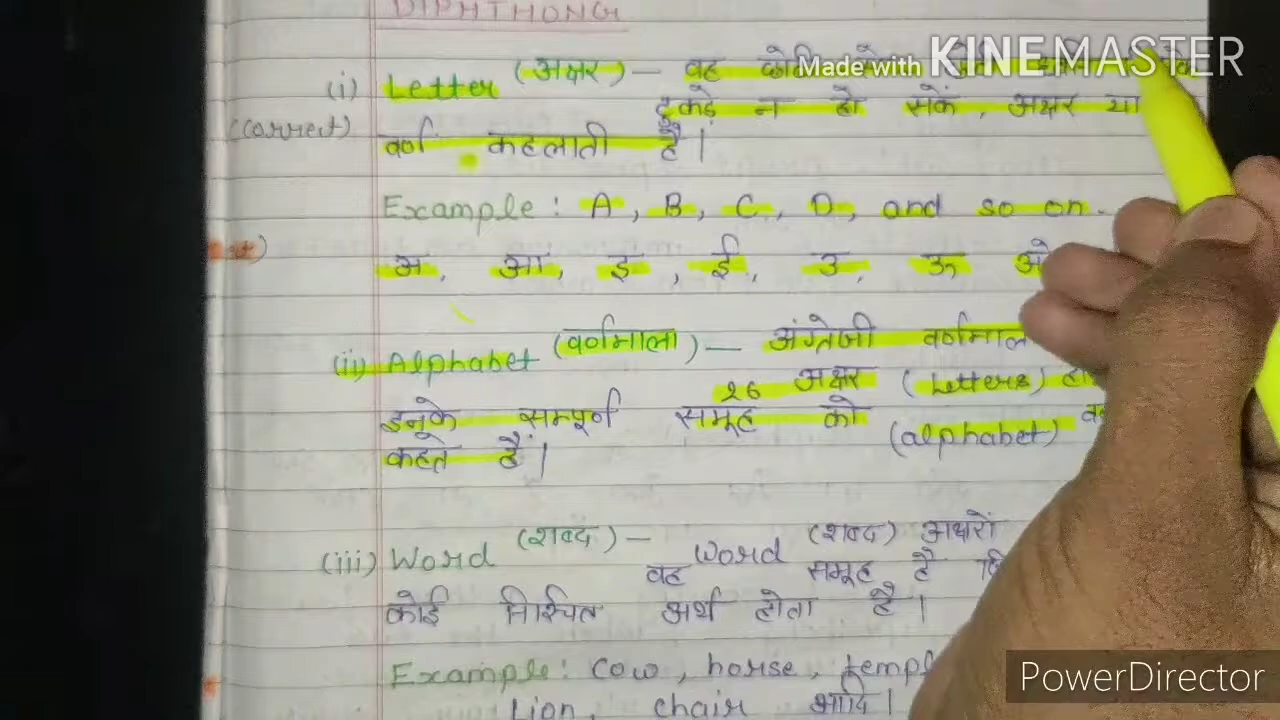 DIPHTHONG
(i) Letter (अक्षर) — वह
(Correct) टुकड़े न हो सकें, अक्षर या
वर्ण कहलाती है।
Example: A, B, C, D, and so on.
अ, आ, इ, ई, उ, ऊ
(ii) Alphabet (वर्णमाला) — अंग्रेजी वर्णमाल
26 अक्षर (Letters)
इनके सम्पूर्ण समूह को (alphabet)
कहते हैं।
(iii) Word (शब्द) — वह word (शब्द) अक्षरों
समूह है
कोई निश्चित अर्थ होता है।
Example: Cow, horse, templ
Lion, chair आदि।
Made with KINEMASTER
PowerDirector